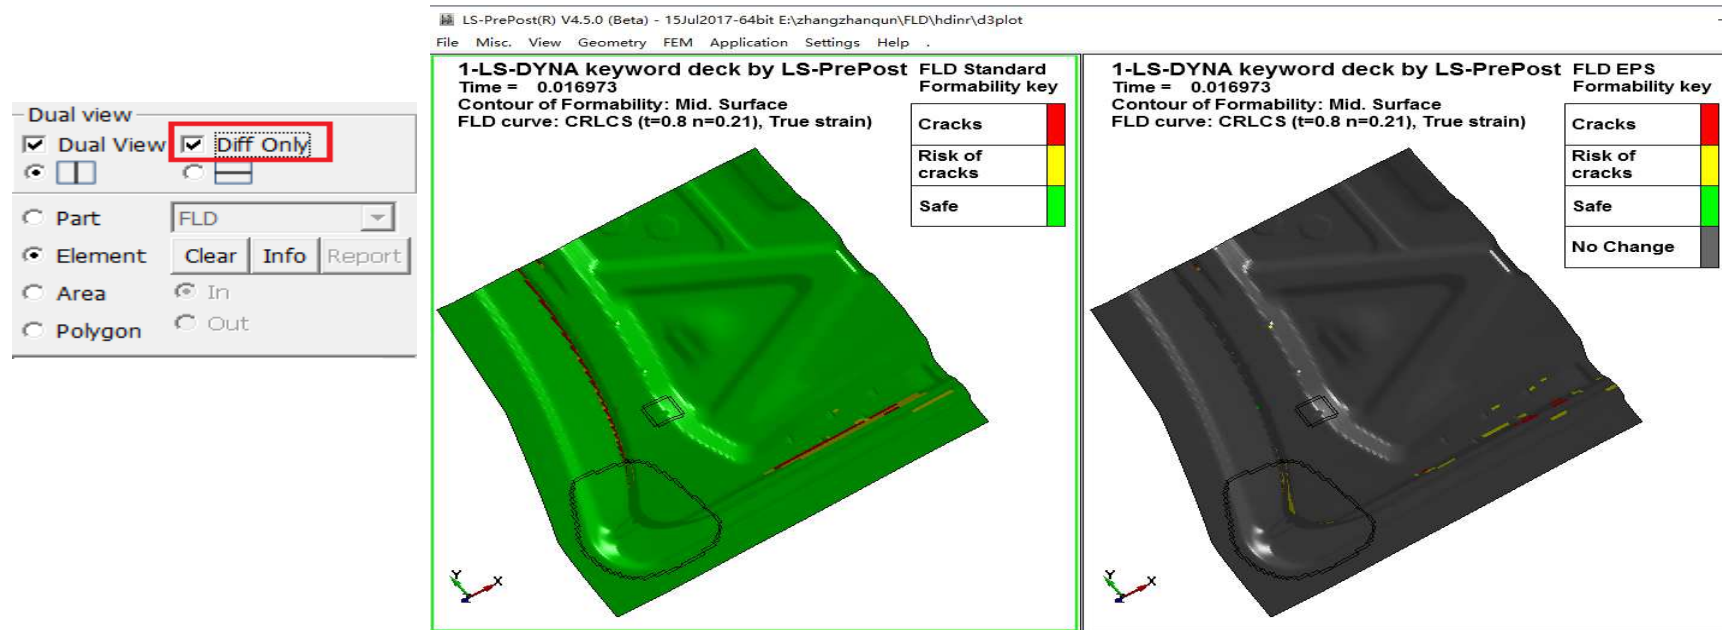 Dual view
Dual View Diff Only
Part FLD
Element Clear Info Report
Area In
Polygon Out
LS-PrePost(R) V4.5.0 (Beta) - 15Jul2017-64bit E:\zhangzhanqun\FLD\hdinr\d3plot
File Misc. View Geometry FEM Application Settings Help .
1-LS-DYNA keyword deck by LS-PrePost
Time = 0.016973
Contour of Formability: Mid. Surface
FLD curve: CRLCS (t=0.8 n=0.21), True strain)
FLD Standard
Formability key
Cracks
Risk of
cracks
Safe
Y
X
1-LS-DYNA keyword deck by LS-PrePost
Time = 0.016973
Contour of Formability: Mid. Surface
FLD curve: CRLCS (t=0.8 n=0.21), True strain)
FLD EPS
Formability key
Cracks
Risk of
cracks
Safe
No Change
Y
X